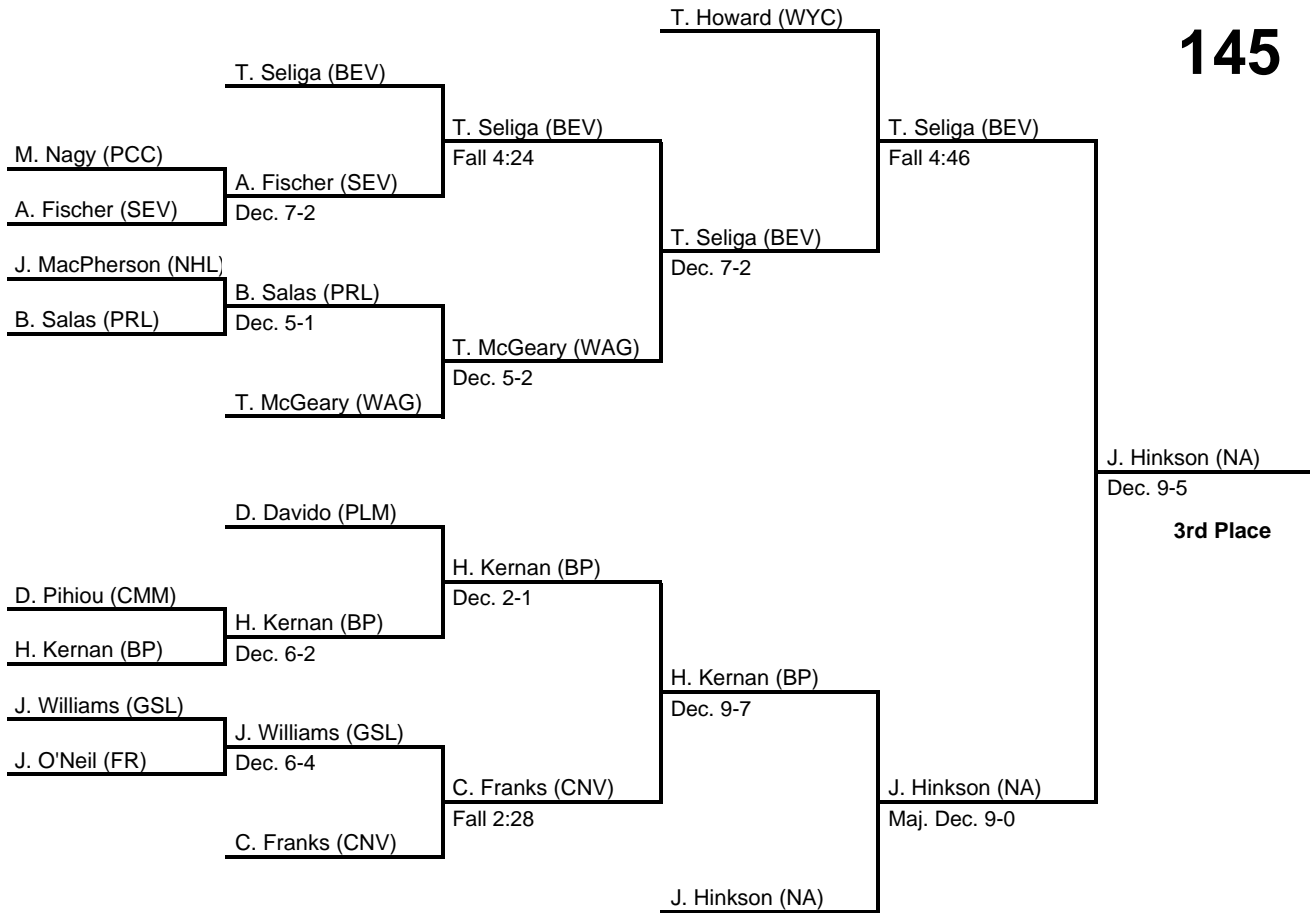 T. Howard (WYC)
145
T. Seliga (BEV)
T. Seliga (BEV)
Fall 4:24
T. Seliga (BEV)
Fall 4:46
M. Nagy (PCC)
A. Fischer (SEV)
Dec. 7-2
A. Fischer (SEV)
T. Seliga (BEV)
Dec. 7-2
J. MacPherson (NHL)
B. Salas (PRL)
Dec. 5-1
B. Salas (PRL)
T. McGeary (WAG)
Dec. 5-2
T. McGeary (WAG)
J. Hinkson (NA)
Dec. 9-5
3rd Place
D. Davido (PLM)
H. Kernan (BP)
Dec. 2-1
D. Pihiou (CMM)
H. Kernan (BP)
Dec. 6-2
H. Kernan (BP)
H. Kernan (BP)
Dec. 9-7
J. Williams (GSL)
J. Williams (GSL)
Dec. 6-4
J. O'Neil (FR)
C. Franks (CNV)
Fall 2:28
J. Hinkson (NA)
Maj. Dec. 9-0
C. Franks (CNV)
J. Hinkson (NA)